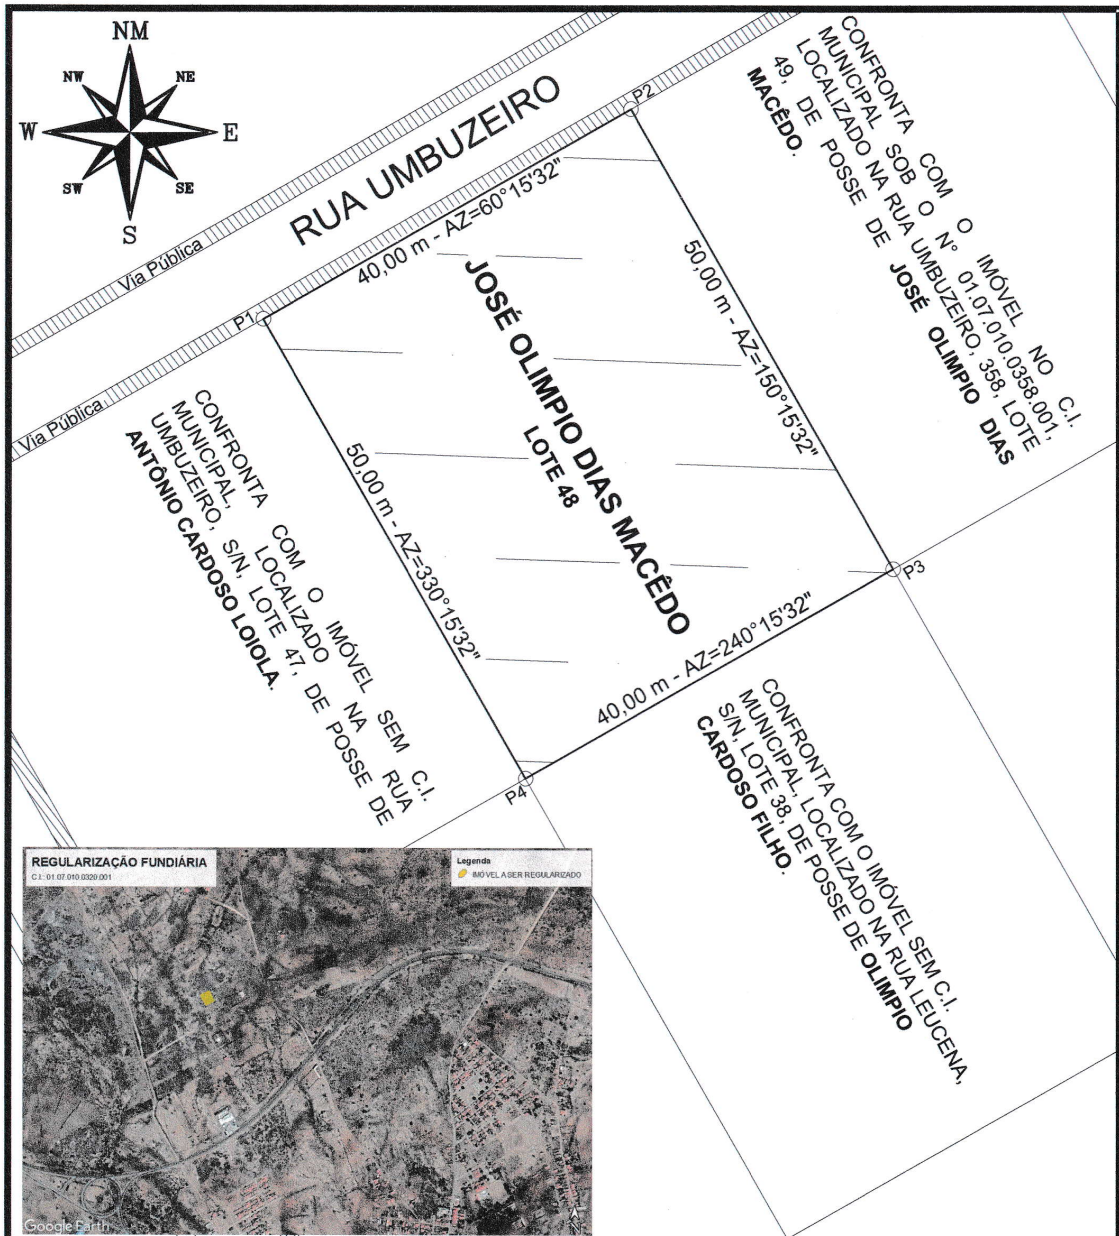 NM
NW
NE
W
E
SW
SE
S
RUA UMBUZEIRO
Via Pública
Via Pública
P1
P2
P3
P4
40,00 m - AZ=60°15'32"
50,00 m - AZ=150°15'32"
40,00 m - AZ=240°15'32"
50,00 m - AZ=330°15'32"
JOSÉ OLIMPIO DIAS MACÊDO
LOTE 48
CONFRONTA COM O IMÓVEL NO C.I.
MUNICIPAL SOB O Nº 01.07.010.0358.001,
LOCALIZADO NA RUA UMBUZEIRO, 358, LOTE
49, DE POSSE DE JOSÉ OLIMPIO DIAS
MACÊDO.
CONFRONTA COM O IMÓVEL SEM C.I.
MUNICIPAL, LOCALIZADO NA RUA
UMBUZEIRO, S/N, LOTE 47, DE POSSE DE
ANTÔNIO CARDOSO LOIOLA.
CONFRONTA COM O IMÓVEL SEM C.I.
MUNICIPAL, LOCALIZADO NA RUA LEUCENA,
S/N, LOTE 38, DE POSSE DE OLIMPIO
CARDOSO FILHO.
REGULARIZAÇÃO FUNDIÁRIA
C.I.: 01.07.010.0320.001
Legenda
IMÓVEL A SER REGULARIZADO
Google Earth
N